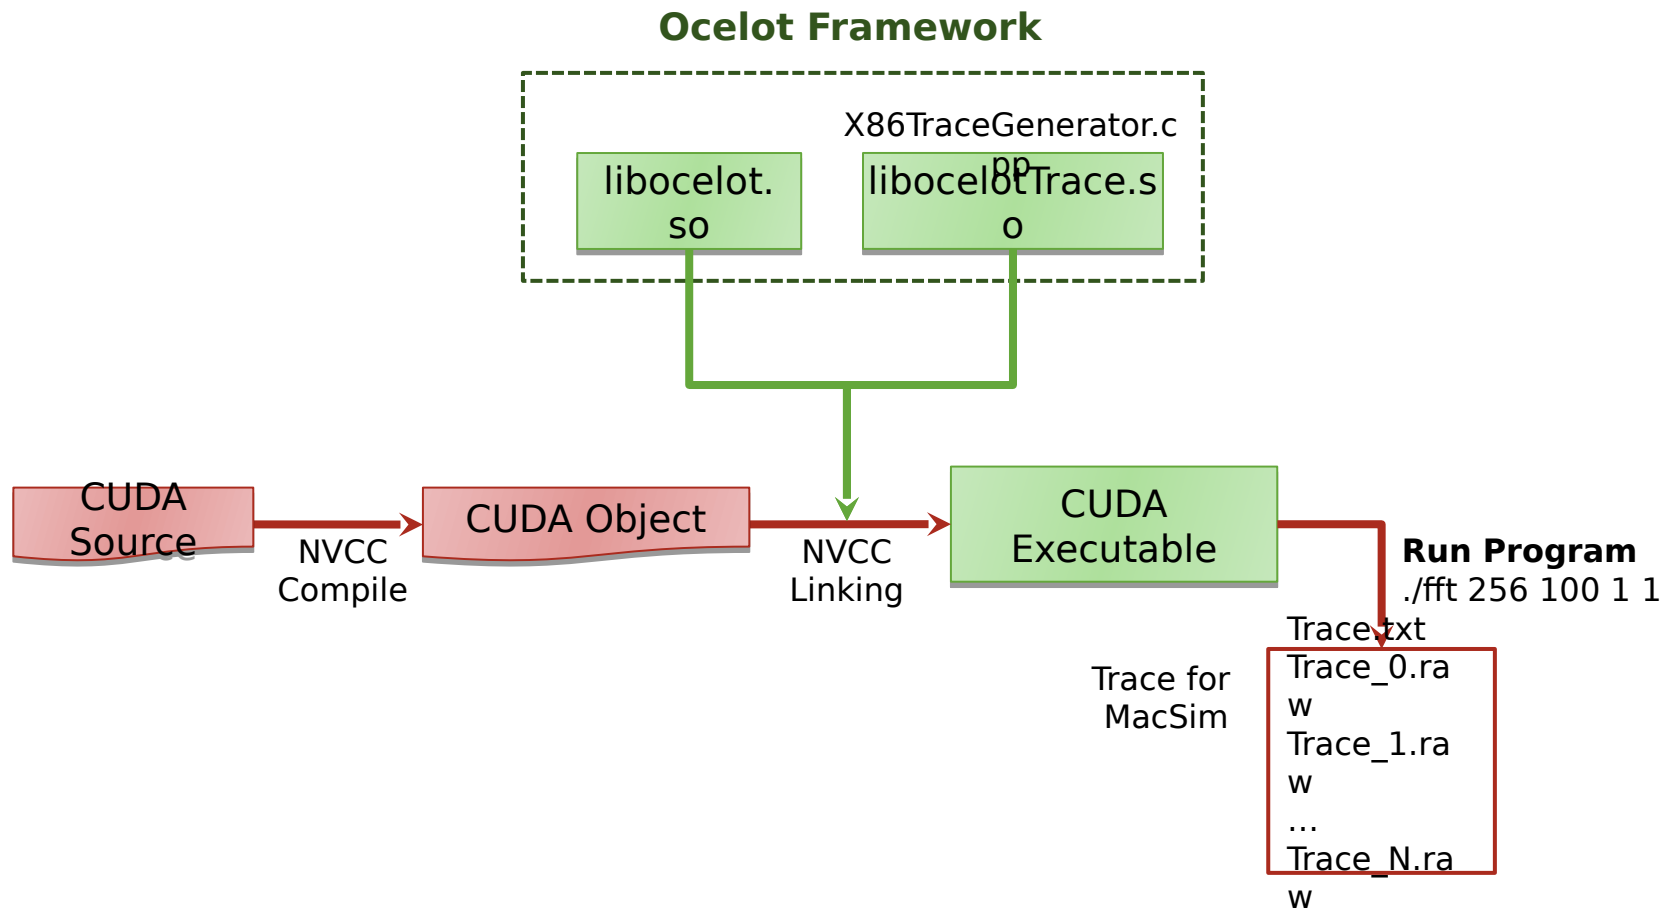 Ocelot Framework
X86TraceGenerator.c
pp
libocelot.
so
libocelotTrace.s
o
CUDA
Source
NVCC
Compile
CUDA Object
NVCC
Linking
CUDA
Executable
Run Program
./fft 256 100 1 1
Trace for
MacSim
Trace.txt
Trace_0.ra
w
Trace_1.ra
w
...
Trace_N.ra
w